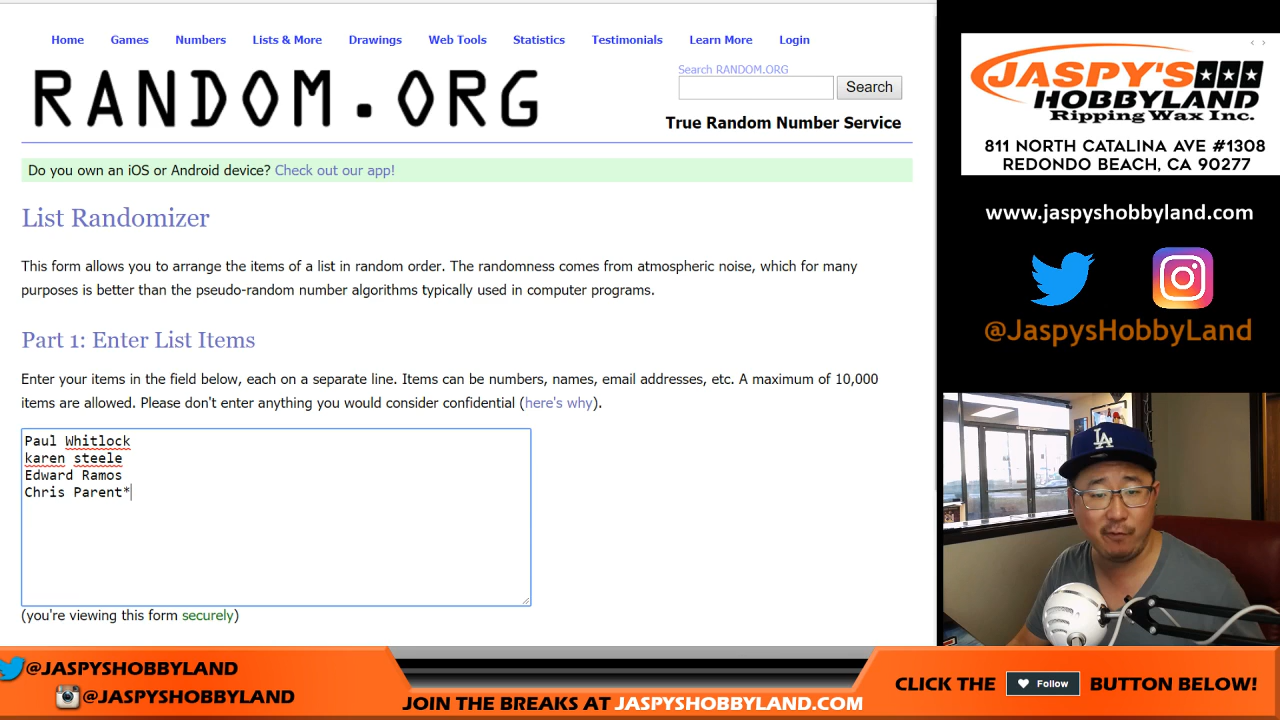 Home Games Numbers Lists & More Drawings Web Tools Statistics Testimonials Learn More Login
RANDOM.ORG
Search RANDOM.ORG
Search
True Random Number Service
Do you own an iOS or Android device? Check out our app!
List Randomizer
This form allows you to arrange the items of a list in random order. The randomness comes from atmospheric noise, which for many
purposes is better than the pseudo-random number algorithms typically used in computer programs.
Part 1: Enter List Items
Enter your items in the field below, each on a separate line. Items can be numbers, names, email addresses, etc. A maximum of 10,000
items are allowed. Please don't enter anything you would consider confidential (here's why).
Paul Whitlock
karen steele
Edward Ramos
Chris Parent*
(you're viewing this form securely)
JASPY'S
HOBBYLAND
Ripping Wax Inc.
811 NORTH CATALINA AVE #1308
REDONDO BEACH, CA 90277
www.jaspyshobbyland.com
@JaspysHobbyLand
LA
@JASPYSHOBBYLAND
@JASPYSHOBBYLAND
JOIN THE BREAKS AT JASPYSHOBBYLAND.COM
CLICK THE Follow BUTTON BELOW!